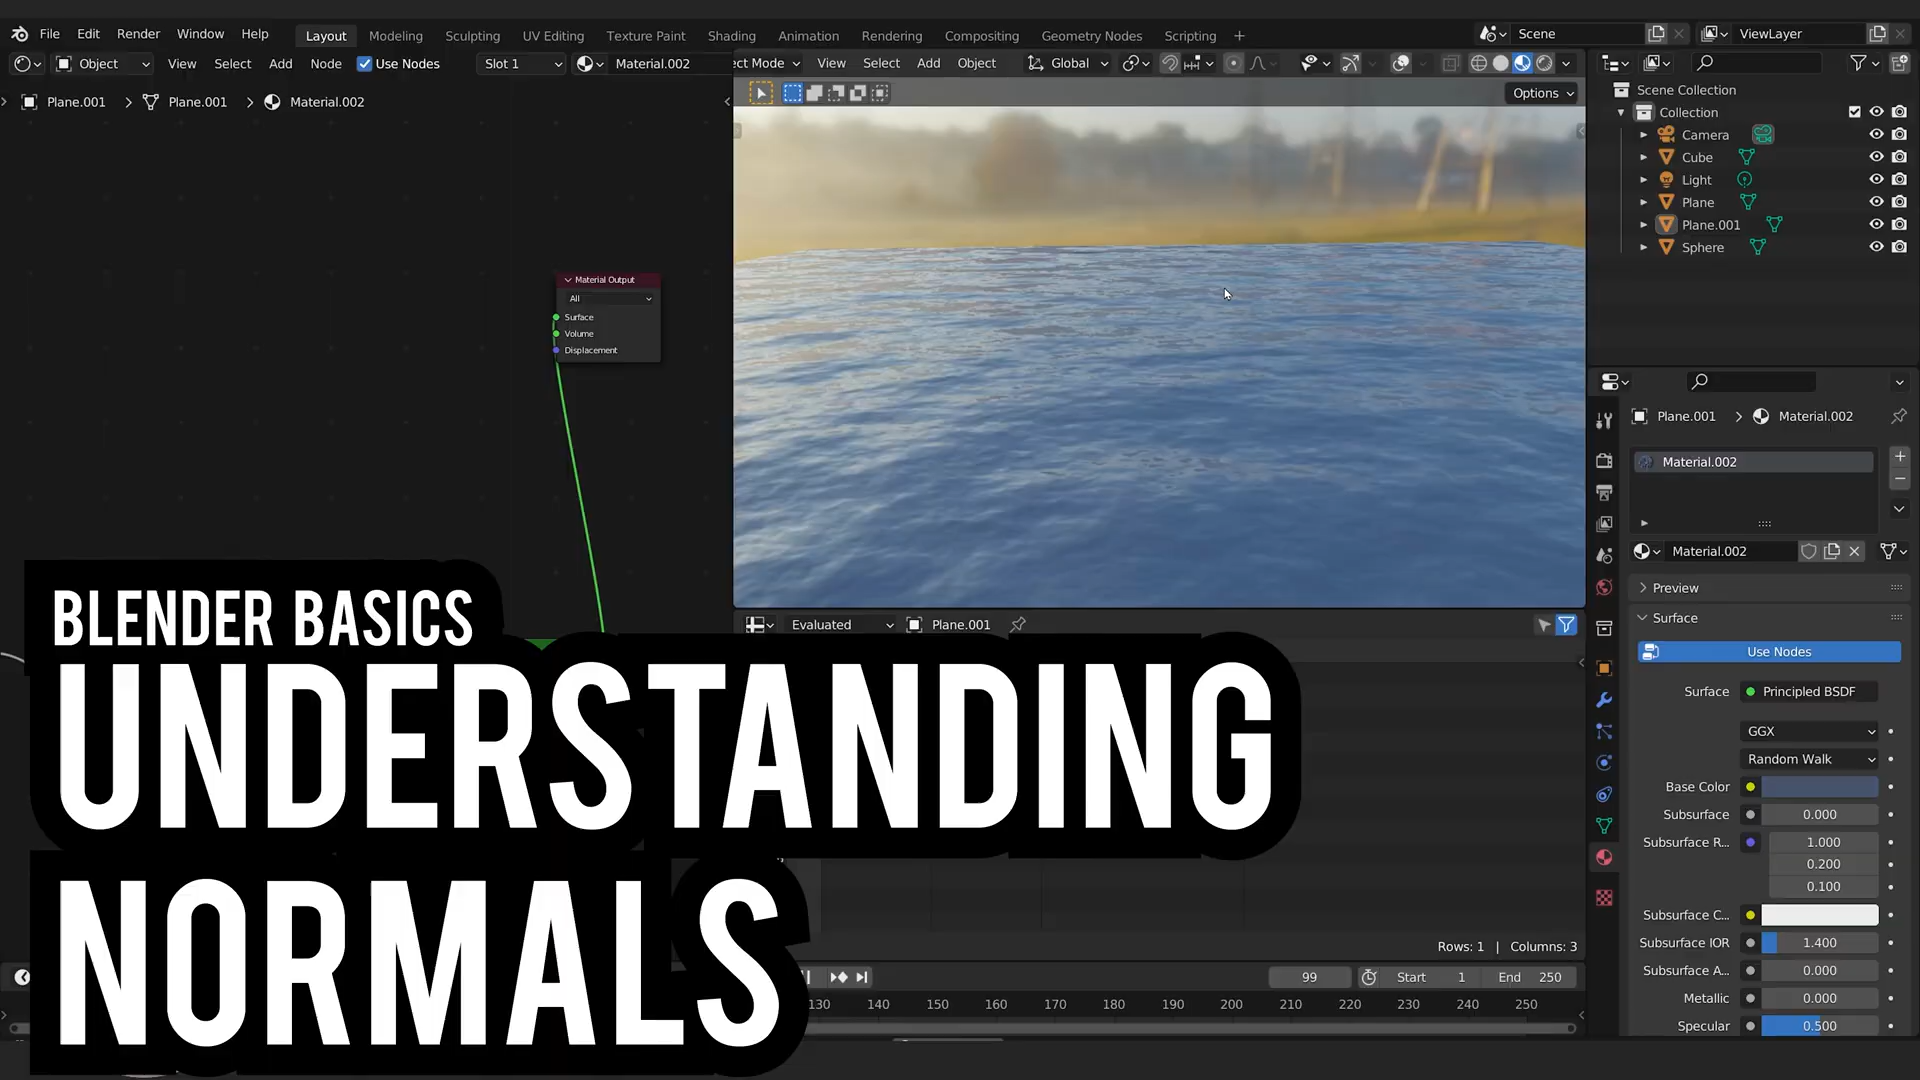 File Edit Render Window Help Layout Modeling Sculpting UV Editing Texture Paint Shading Animation Rendering Compositing Geometry Nodes Scripting Scene ViewLayer
Object View Select Add Node Use Nodes Slot 1 Material.002
ect Mode View Select Add Object Global
Plane.001 Plane.001 Material.002
Options
Material Output
All
Surface
Volume
Displacement
Scene Collection
Collection
Camera
Cube
Light
Plane
Plane.001
Sphere
Plane.001 Material.002
Material.002
Material.002
Preview
Surface
Use Nodes
Surface Principled BSDF
GGX
Random Walk
Base Color
Subsurface 0.000
Subsurface R... 1.000
0.200
0.100
Subsurface C...
Subsurface IOR 1.400
Subsurface A... 0.000
Metallic 0.000
Specular 0.500
Evaluated Plane.001
BLENDER BASICS
UNDERSTANDING
NORMALS
Rows: 1 | Columns: 3
99 Start 1 End 250
130 140 150 160 170 180 190 200 210 220 230 240 250